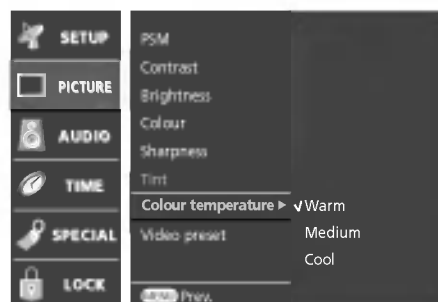 SETUP
PICTURE
AUDIO
TIME
SPECIAL
LOCK
PSM
Contrast
Brightness
Colour
Sharpness
Tint
Colour temperature ▶
Video preset
MENU Prev.
✓ Warm
Medium
Cool